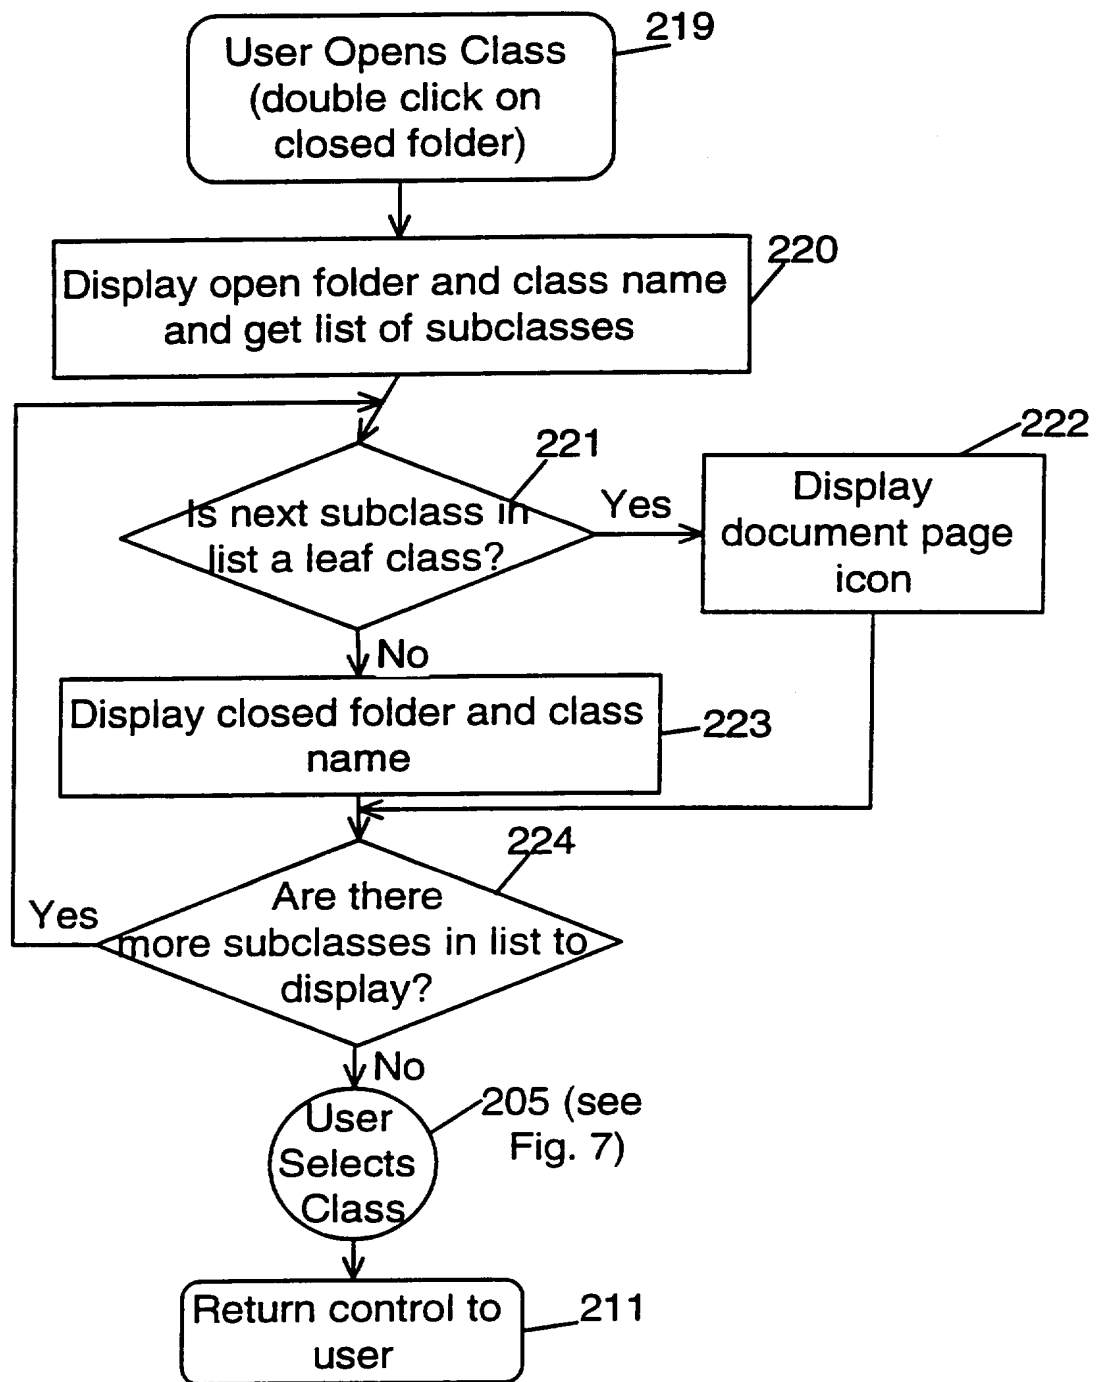 219
User Opens Class
(double click on
closed folder)
220
Display open folder and class name
and get list of subclasses
221
222
Is next subclass in
list a leaf class?
Yes
Display
document page
icon
No
Display closed folder and class
name
223
224
Are there
more subclasses in list to
display?
Yes
No
User
Selects
Class
205 (see
Fig. 7)
Return control to
user
211